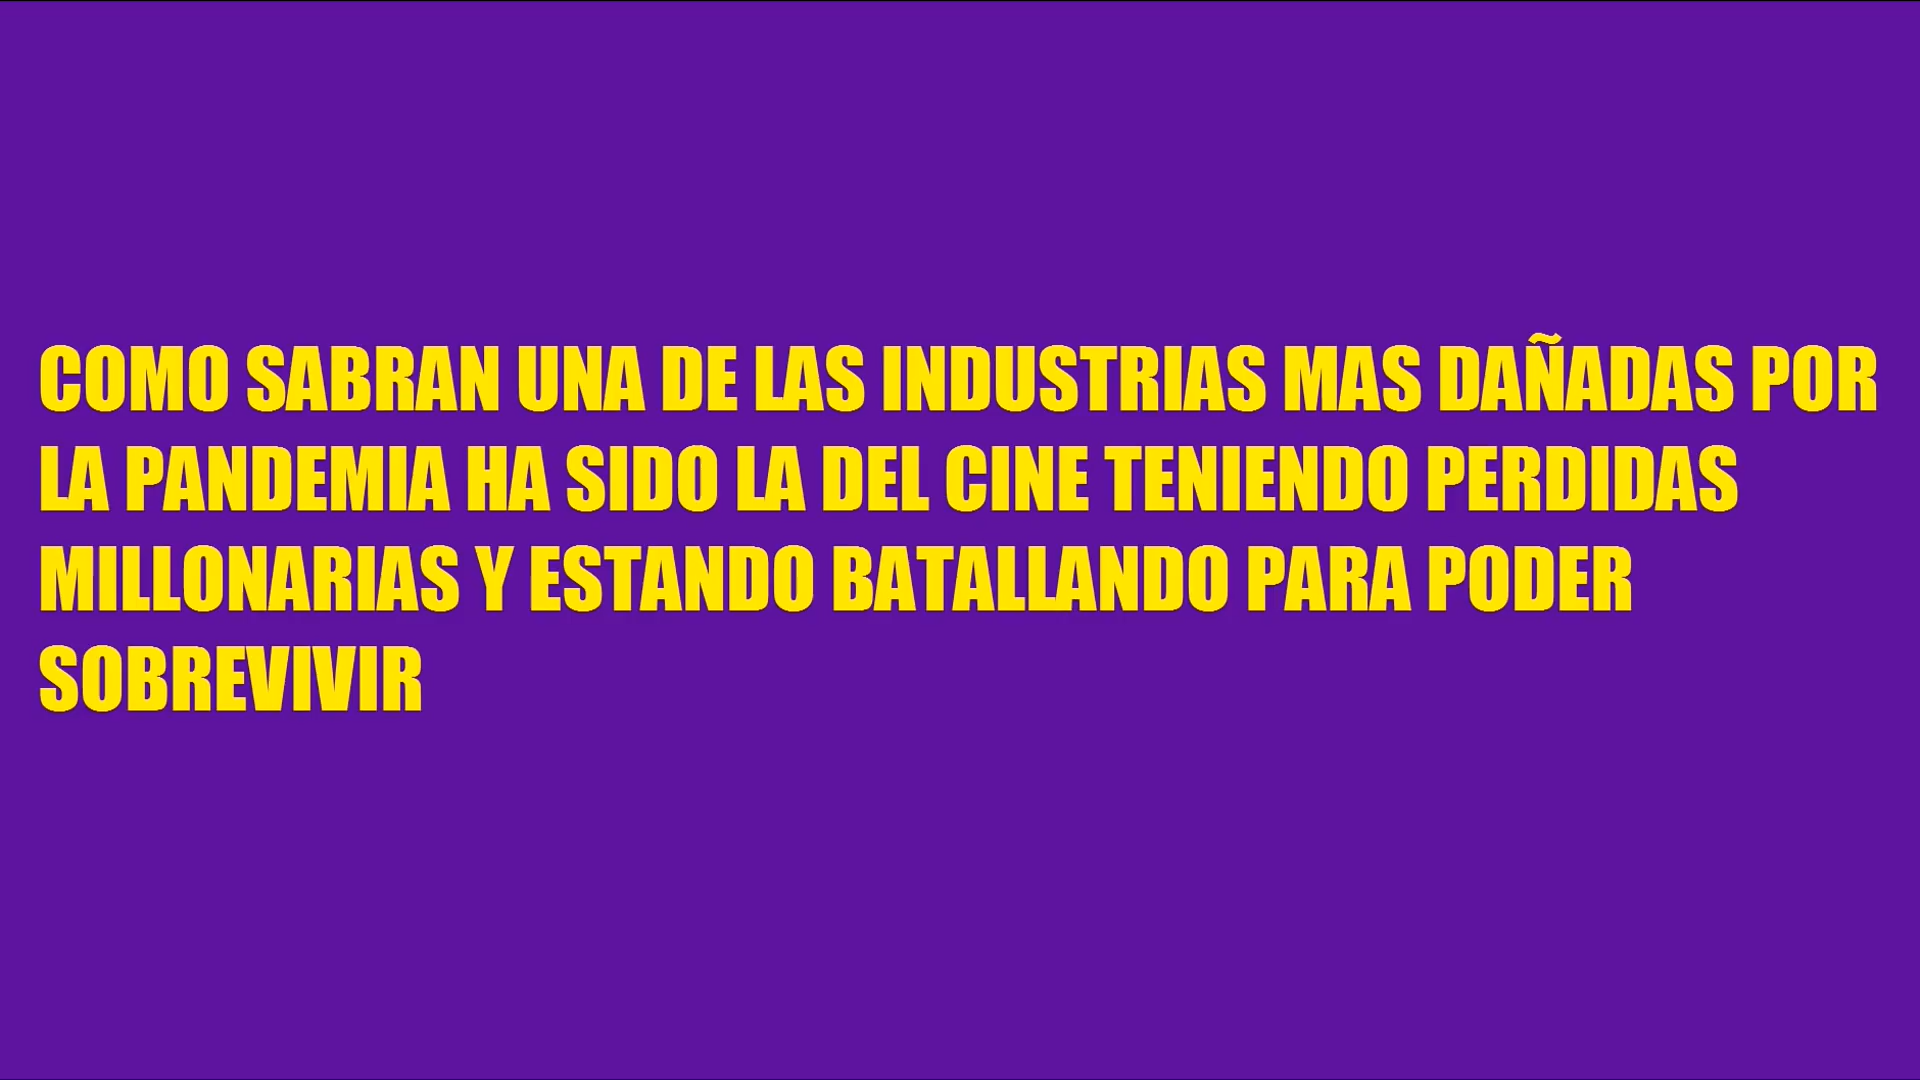 COMO SABRAN UNA DE LAS INDUSTRIAS MAS DAÑADAS POR
LA PANDEMIA HA SIDO LA DEL CINE TENIENDO PERDIDAS
MILLONARIAS Y ESTANDO BATALLANDO PARA PODER
SOBREVIVIR